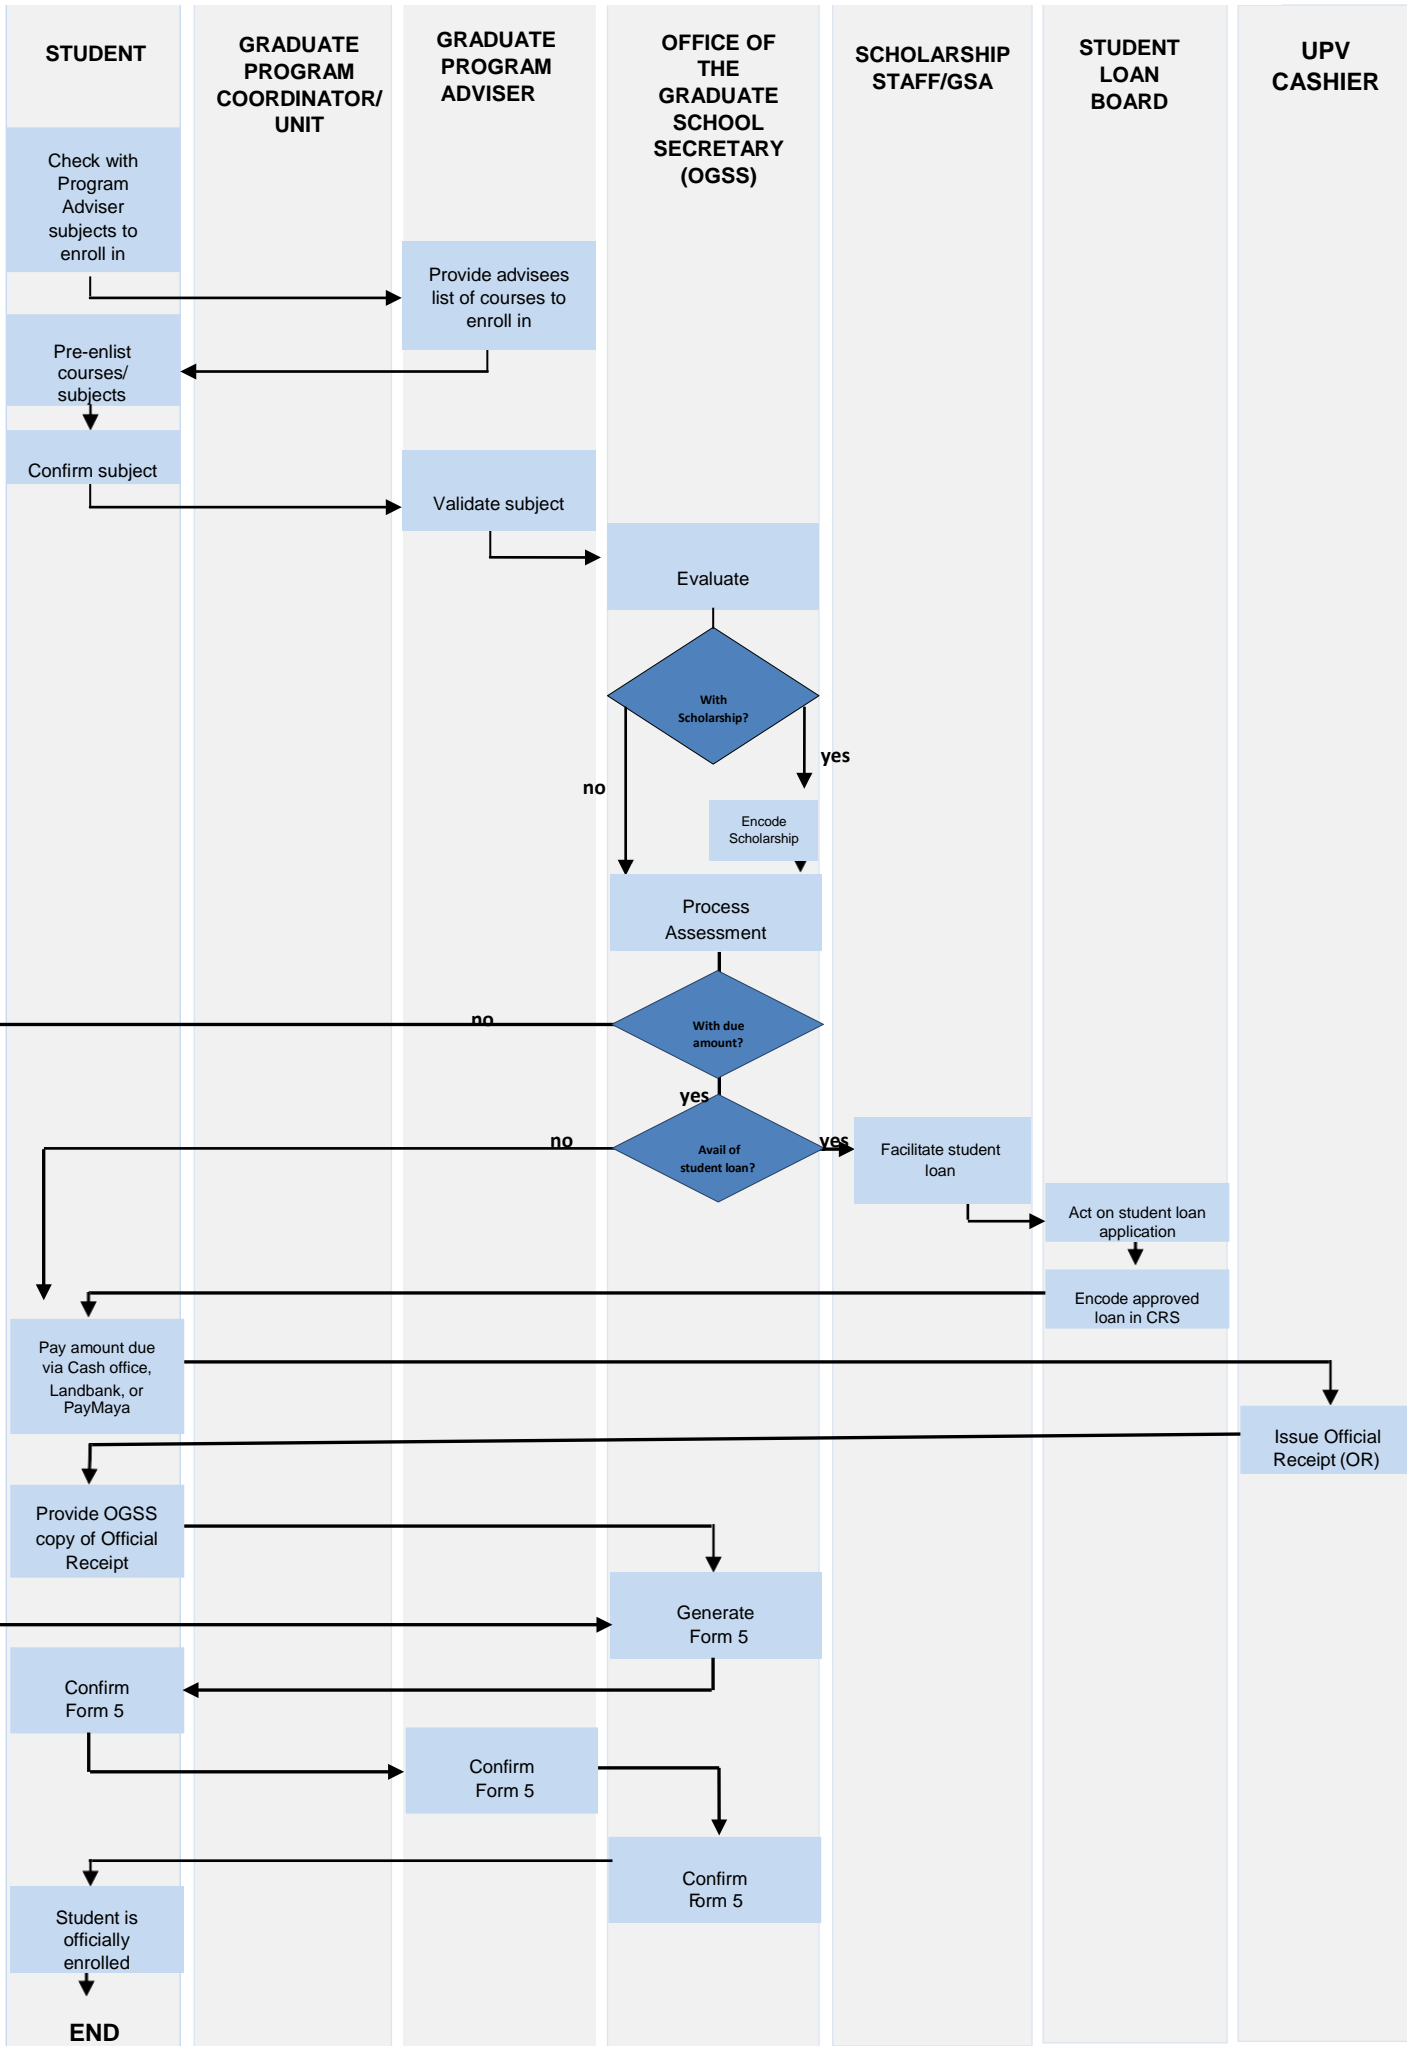 STUDENT
GRADUATE
PROGRAM
COORDINATOR/
UNIT
GRADUATE
PROGRAM
ADVISER
OFFICE OF
THE
GRADUATE
SCHOOL
SECRETARY
(OGSS)
SCHOLARSHIP
STAFF/GSA
STUDENT
LOAN
BOARD
UPV
CASHIER
Check with
Program
Adviser
subjects to
enroll in
Provide advisees
list of courses to
enroll in
Pre-enlist
courses/
subjects
Confirm subject
Validate subject
Evaluate
With
Scholarship?
yes
no
Encode
Scholarship
Process
Assessment
no
With due
amount?
yes
no
Avail of
student loan?
yes
Facilitate student
loan
Act on student loan
application
Encode approved
loan in CRS
Pay amount due
via Cash office,
Landbank, or
PayMaya
Issue Official
Receipt (OR)
Provide OGSS
copy of Official
Receipt
Generate
Form 5
Confirm
Form 5
Confirm
Form 5
Confirm
Form 5
Student is
officially
enrolled
END